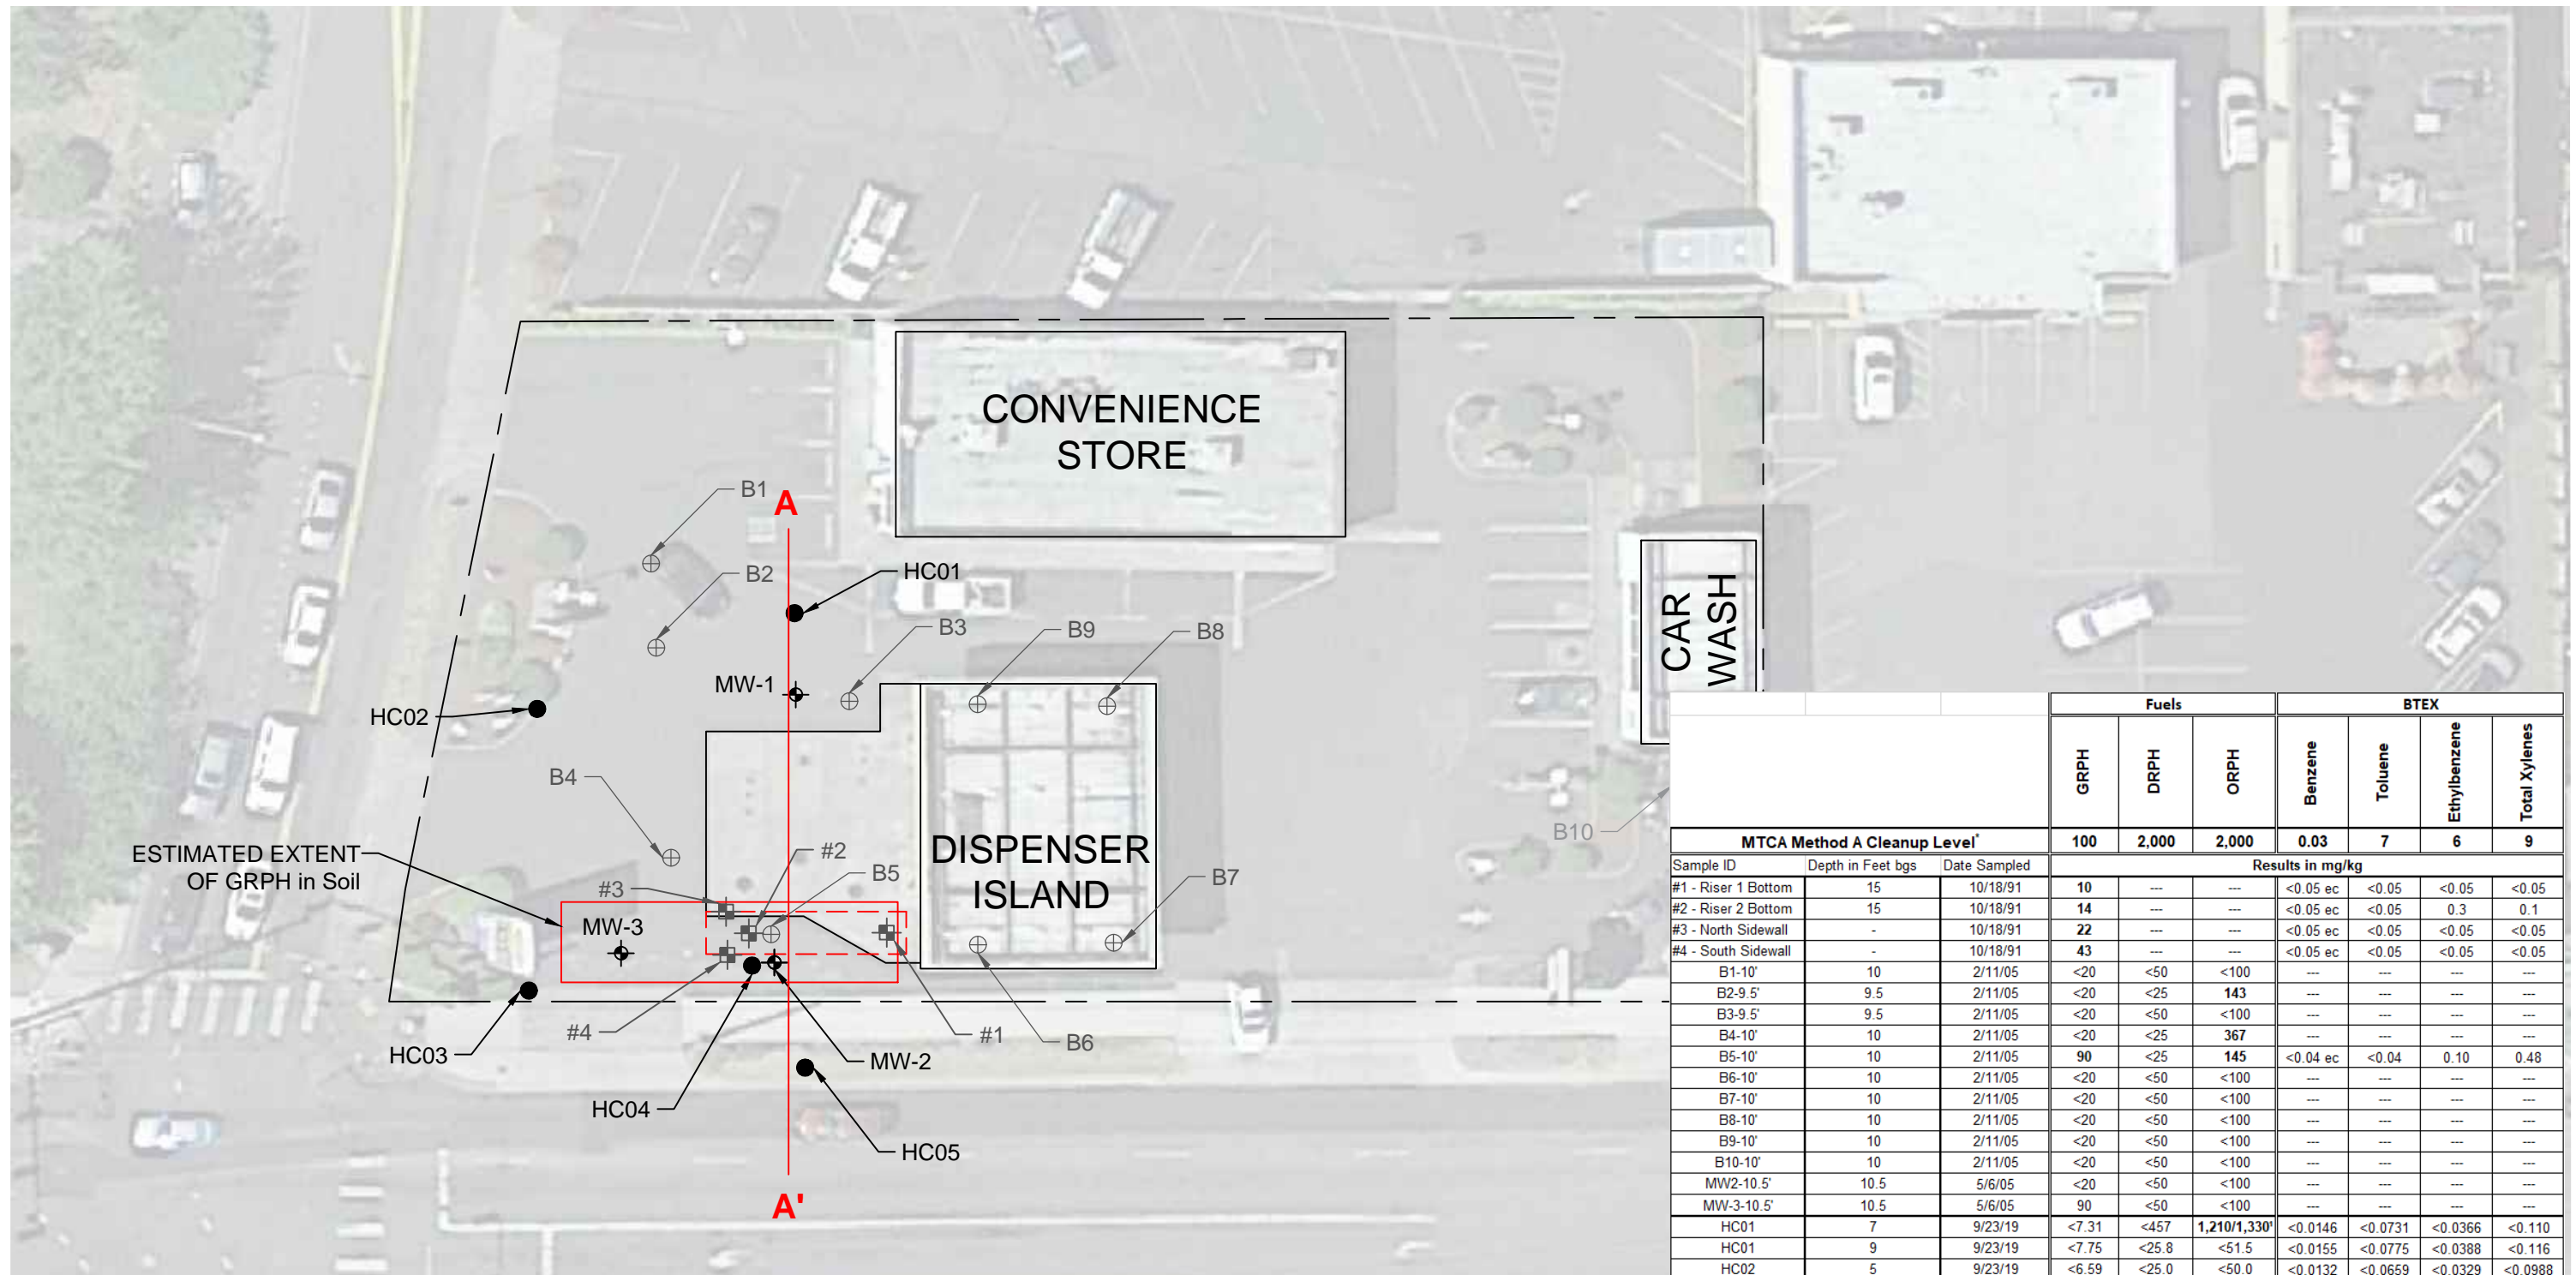 CONVENIENCE
STORE
B1
A
B2
HC01
B3
B9
B8
CAR
WASH
MW-1
HC02
B4
B10
ESTIMATED EXTENT
OF GRPH in Soil
#2
DISPENSER
ISLAND
#3
B5
B7
MW-3
#4
#1
B6
HC03
MW-2
HC04
HC05
A'
Fuels BTEX
GRPH DRPH ORPH Benzene Toluene Ethylbenzene Total Xylenes
MTCA Method A Cleanup Level* 100 2,000 2,000 0.03 7 6 9
Sample ID Depth in Feet bgs Date Sampled Results in mg/kg
#1 - Riser 1 Bottom 15 10/18/91 10 --- --- <0.05 ec <0.05 <0.05 <0.05
#2 - Riser 2 Bottom 15 10/18/91 14 --- --- <0.05 ec <0.05 0.3 0.1
#3 - North Sidewall - 10/18/91 22 --- --- <0.05 ec <0.05 <0.05 <0.05
#4 - South Sidewall - 10/18/91 43 --- --- <0.05 ec <0.05 <0.05 <0.05
B1-10' 10 2/11/05 <20 <50 <100 --- --- --- ---
B2-9.5' 9.5 2/11/05 <20 <25 143 --- --- --- ---
B3-9.5' 9.5 2/11/05 <20 <50 <100 --- --- --- ---
B4-10' 10 2/11/05 <20 <25 367 --- --- --- ---
B5-10' 10 2/11/05 90 <25 145 <0.04 ec <0.04 0.10 0.48
B6-10' 10 2/11/05 <20 <50 <100 --- --- --- ---
B7-10' 10 2/11/05 <20 <50 <100 --- --- --- ---
B8-10' 10 2/11/05 <20 <50 <100 --- --- --- ---
B9-10' 10 2/11/05 <20 <50 <100 --- --- --- ---
B10-10' 10 2/11/05 <20 <50 <100 --- --- --- ---
MW2-10.5' 10.5 5/6/05 <20 <50 <100 --- --- --- ---
MW-3-10.5' 10.5 5/6/05 90 <50 <100 --- --- --- ---
HC01 7 9/23/19 <7.31 <457 1,210/1,330¹ <0.0146 <0.0731 <0.0366 <0.110
HC01 9 9/23/19 <7.75 <25.8 <51.5 <0.0155 <0.0775 <0.0388 <0.116
HC02 5 9/23/19 <6.59 <25.0 <50.0 <0.0132 <0.0659 <0.0329 <0.0988